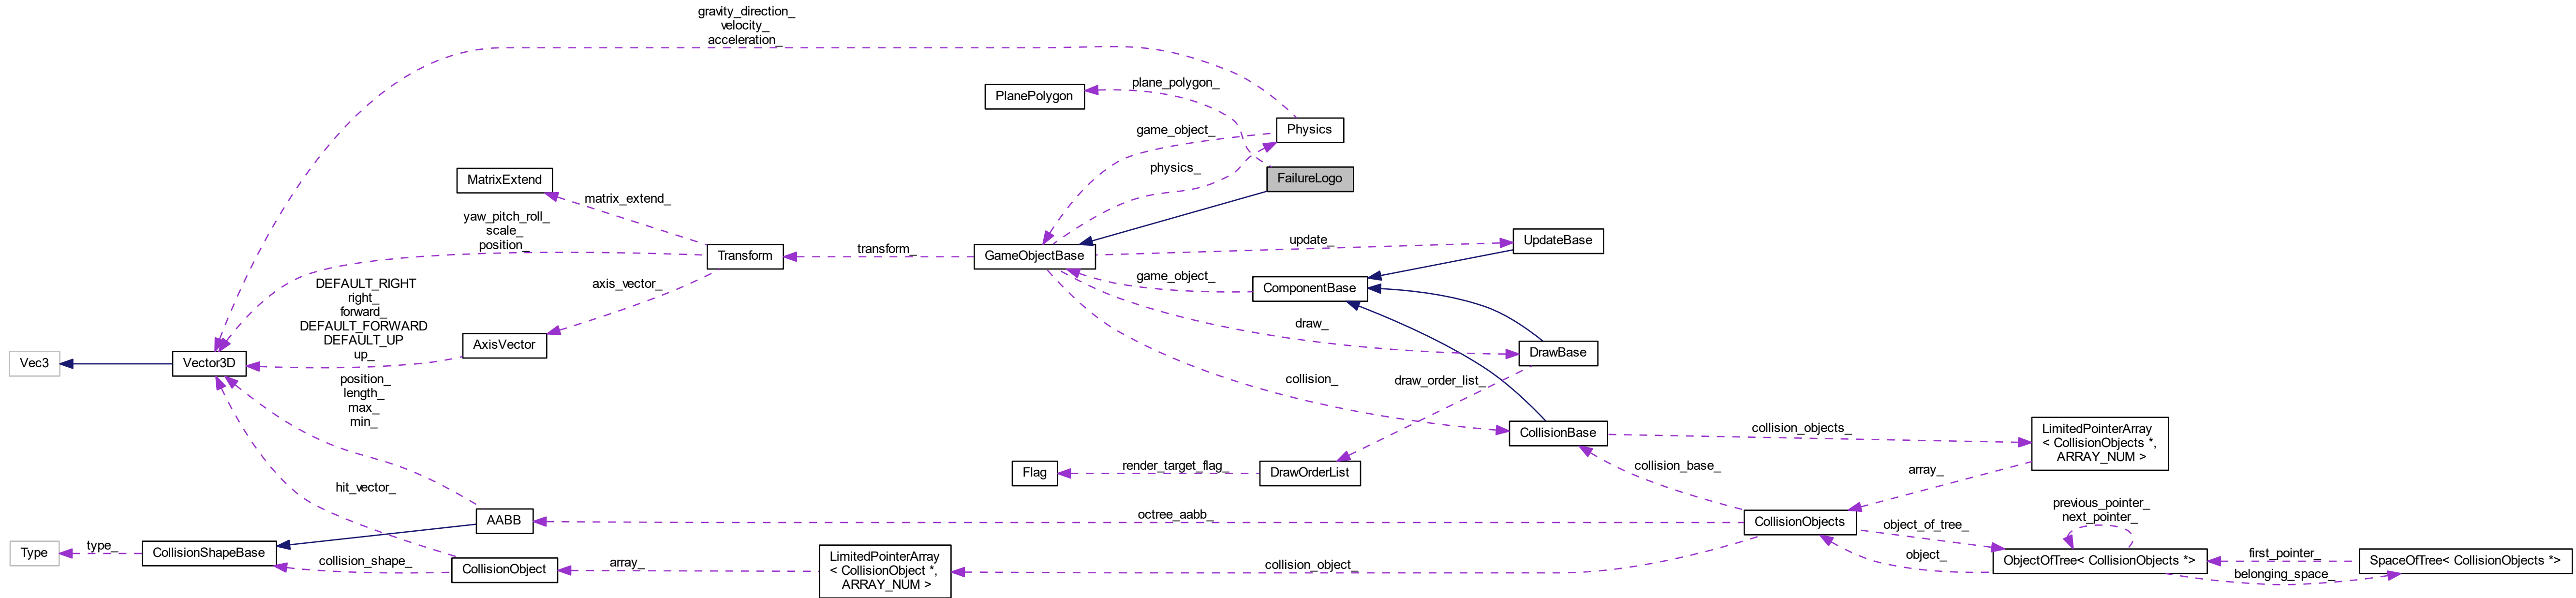 gravity_direction_
velocity_
acceleration_
plane_polygon_
PlanePolygon
Physics
game_object_
physics_
FailureLogo
MatrixExtend
matrix_extend_
yaw_pitch_roll_
scale_
position_
Transform
transform_
GameObjectBase
update_
UpdateBase
game_object_
ComponentBase
axis_vector_
DEFAULT_RIGHT
right_
forward_
DEFAULT_FORWARD
DEFAULT_UP
up_
AxisVector
draw_
DrawBase
Vec3
Vector3D
position_
length_
max_
min_
collision_
draw_order_list_
CollisionBase
collision_objects_
LimitedPointerArray
< CollisionObjects *,
ARRAY_NUM >
Flag
render_target_flag_
DrawOrderList
collision_base_
array_
hit_vector_
AABB
octree_aabb_
CollisionObjects
object_of_tree_
previous_pointer_
next_pointer_
Type
type_
CollisionShapeBase
collision_shape_
CollisionObject
array_
LimitedPointerArray
< CollisionObject *,
ARRAY_NUM >
collision_object_
object_
ObjectOfTree< CollisionObjects *>
first_pointer_
belonging_space_
SpaceOfTree< CollisionObjects *>